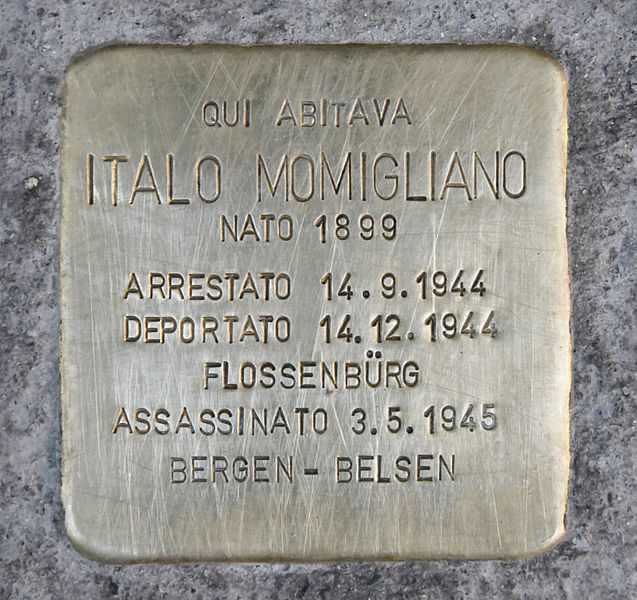 QUI ABITAVA
ITALO MOMIGLIANO
NATO 1899
ARRESTATO 14.9.1944
DEPORTATO 14.12.1944
FLOSSENBÜRG
ASSASSINATO 3.5.1945
BERGEN - BELSEN